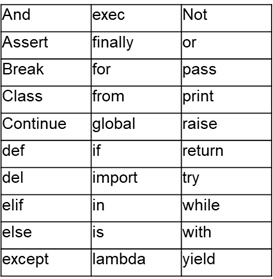 And exec Not
Assert finally or
Break for pass
Class from print
Continue global raise
def if return
del import try
elif in while
else is with
except lambda yield